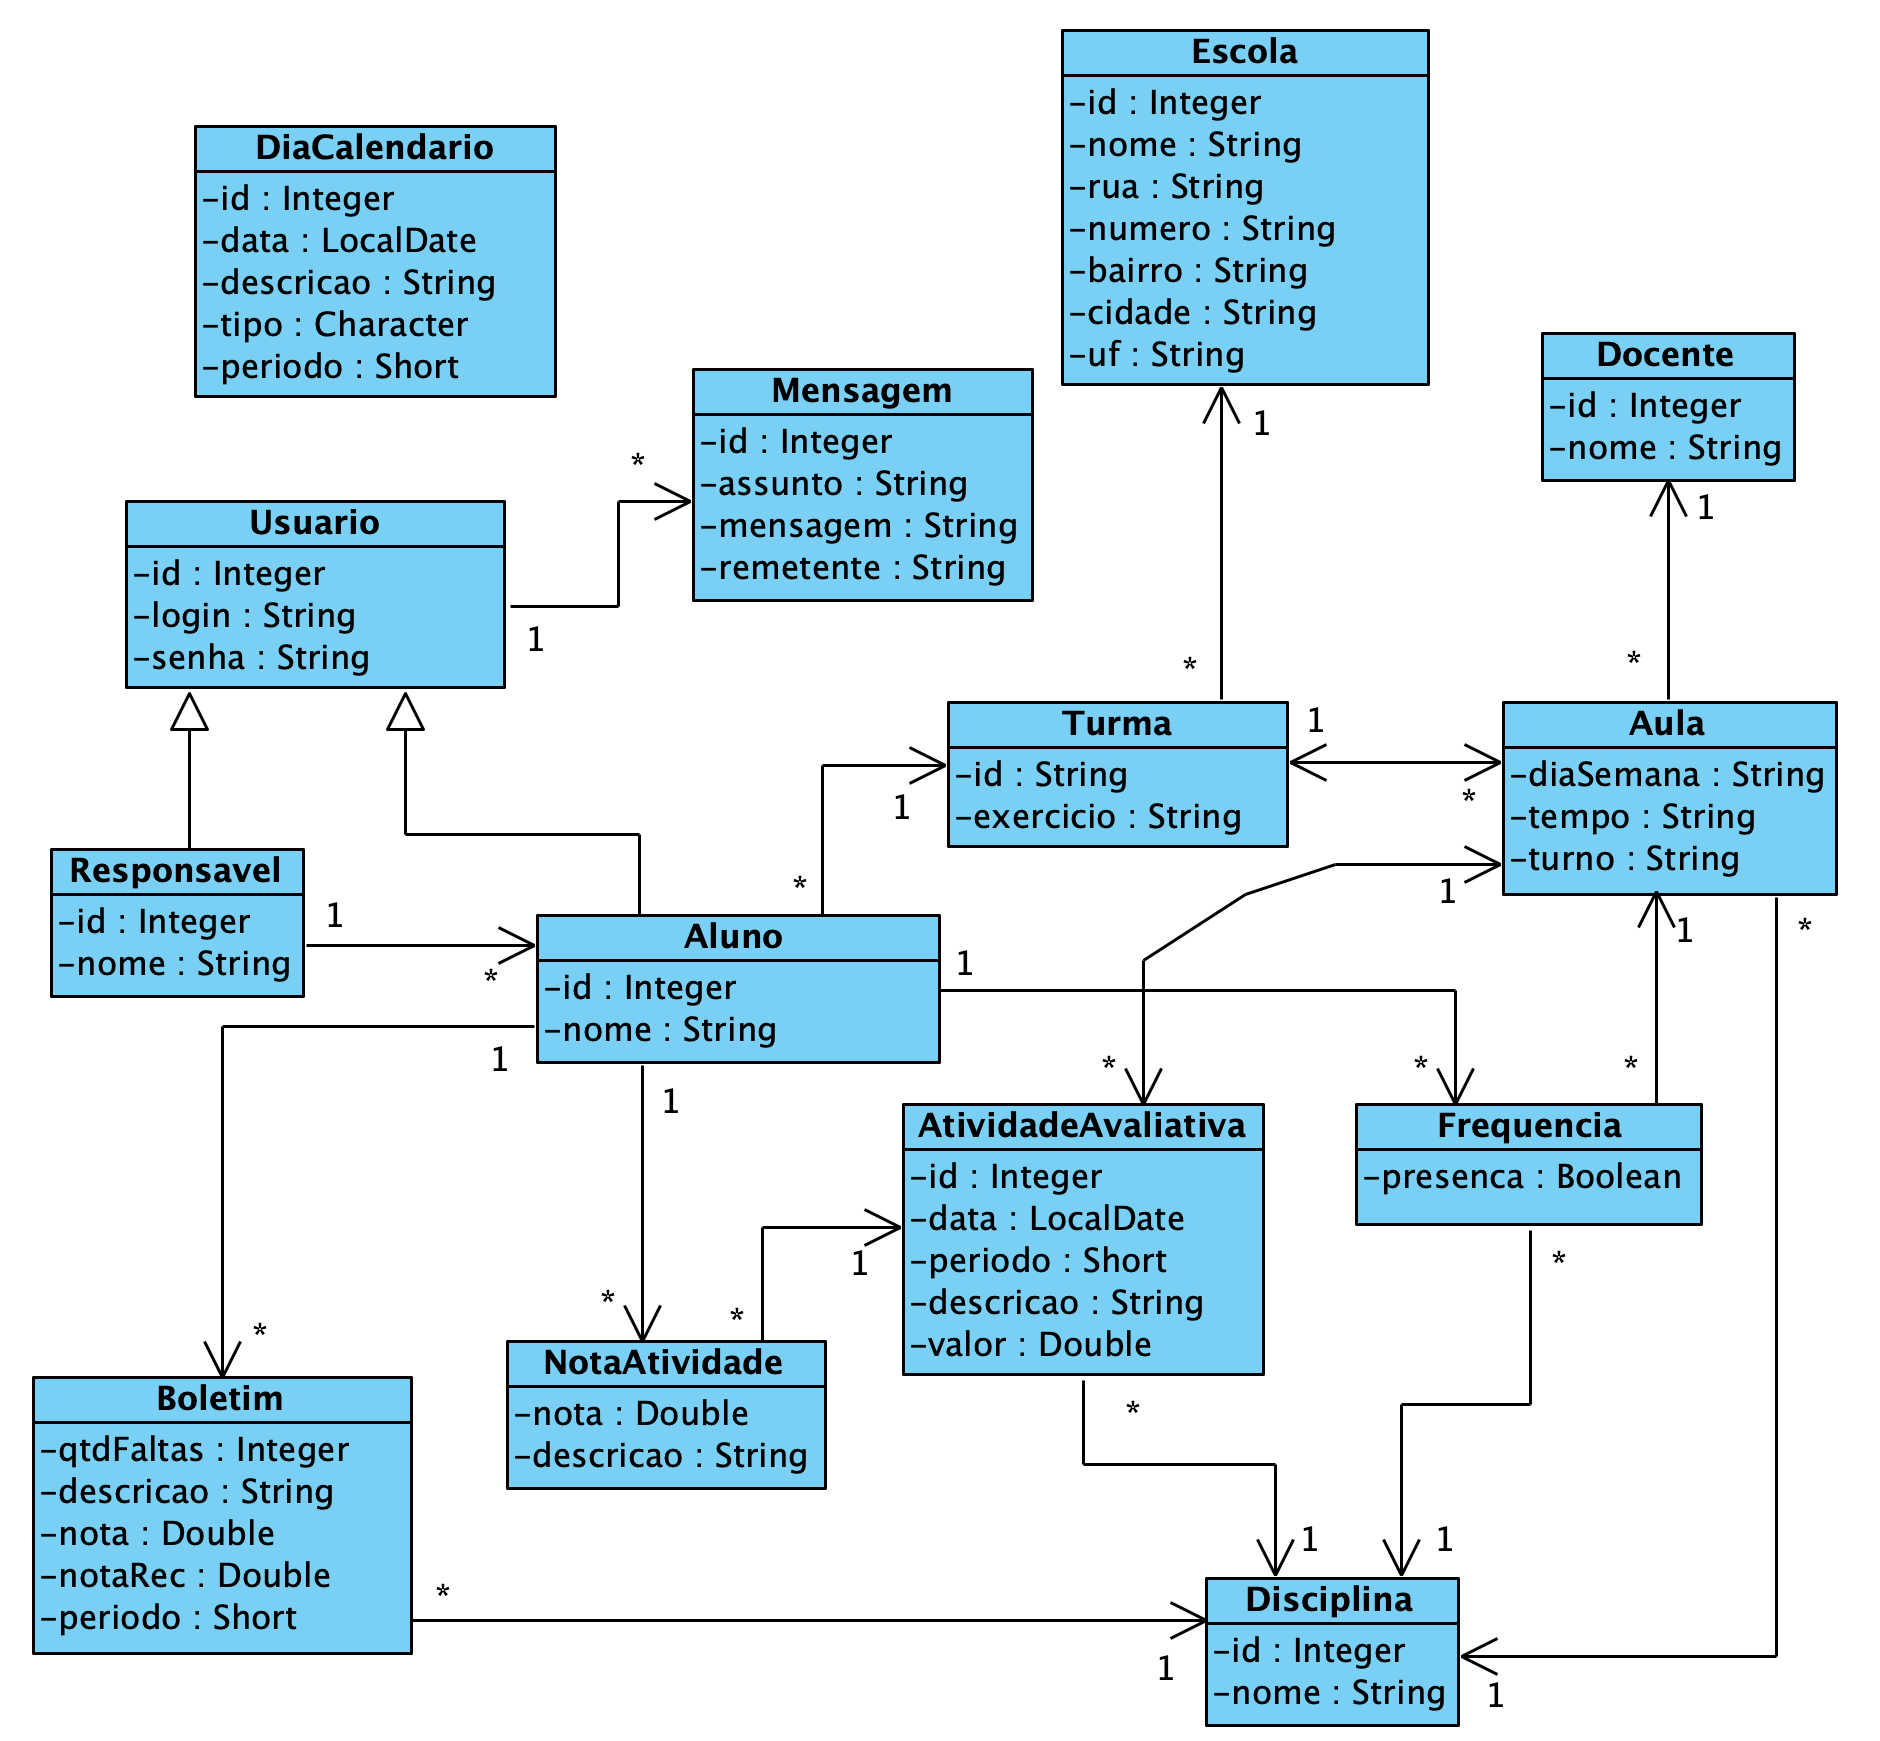 Escola
-id : Integer
-nome : String
-rua : String
-numero : String
-bairro : String
-cidade : String
-uf : String
1
DiaCalendario
-id : Integer
-data : LocalDate
-descricao : String
-tipo : Character
-periodo : Short
Docente
-id : Integer
-nome : String
1
*
Mensagem
-id : Integer
-assunto : String
-mensagem : String
-remetente : String
*
Usuario
-id : Integer
-login : String
-senha : String
1
*
Turma
-id : String
-exercicio : String
1
1
*
Aula
-diaSemana : String
-tempo : String
-turno : String
*
1
1
*
Responsavel
-id : Integer
-nome : String
1
*
*
Aluno
-id : Integer
-nome : String
1
1
1
*
AtividadeAvaliativa
-id : Integer
-data : LocalDate
-periodo : Short
-descricao : String
-valor : Double
*
*
*
Frequencia
-presenca : Boolean
*
1
*
*
NotaAtividade
-nota : Double
-descricao : String
*
Boletim
-qtdFaltas : Integer
-descricao : String
-nota : Double
-notaRec : Double
-periodo : Short
*
1
1
1
1
Disciplina
-id : Integer
-nome : String